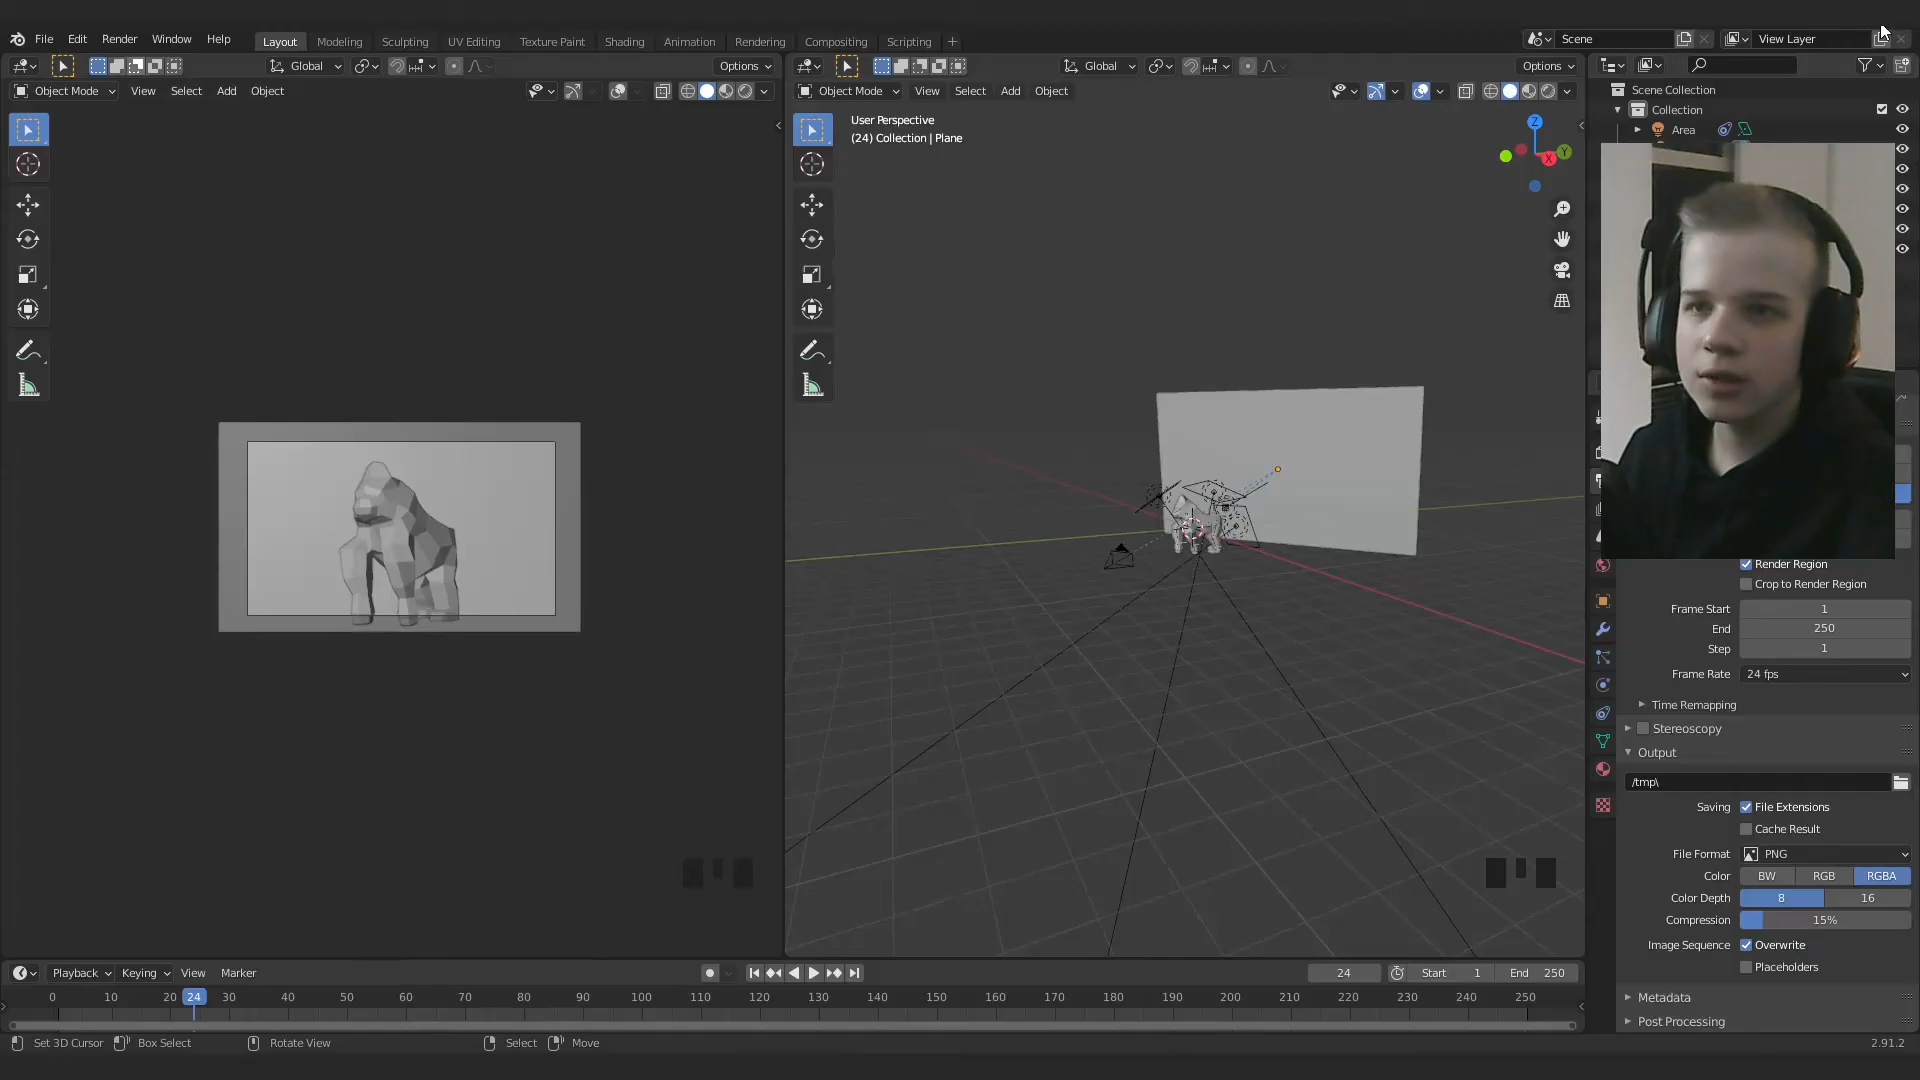 File Edit Render Window Help Layout Modeling Sculpting UV Editing Texture Paint Shading Animation Rendering Compositing Scripting + Scene View Layer
Global Options Global Options
Object Mode View Select Add Object Object Mode View Select Add Object
Scene Collection
Collection
Area
User Perspective
(24) Collection | Plane
Z
Y
X
Render Region
Crop to Render Region
Frame Start 1
End 250
Step 1
Frame Rate 24 fps
Time Remapping
Stereoscopy
Output
/tmp\
Saving File Extensions
Cache Result
File Format PNG
Color BW RGB RGBA
Color Depth 8 16
Compression 15%
Image Sequence Overwrite
Placeholders
Metadata
Post Processing
Playback Keying View Marker 24 Start 1 End 250
0 10 20 24 30 40 50 60 70 80 90 100 110 120 130 140 150 160 170 180 190 200 210 220 230 240 250
Set 3D Cursor Box Select Rotate View Select Move 2.91.2